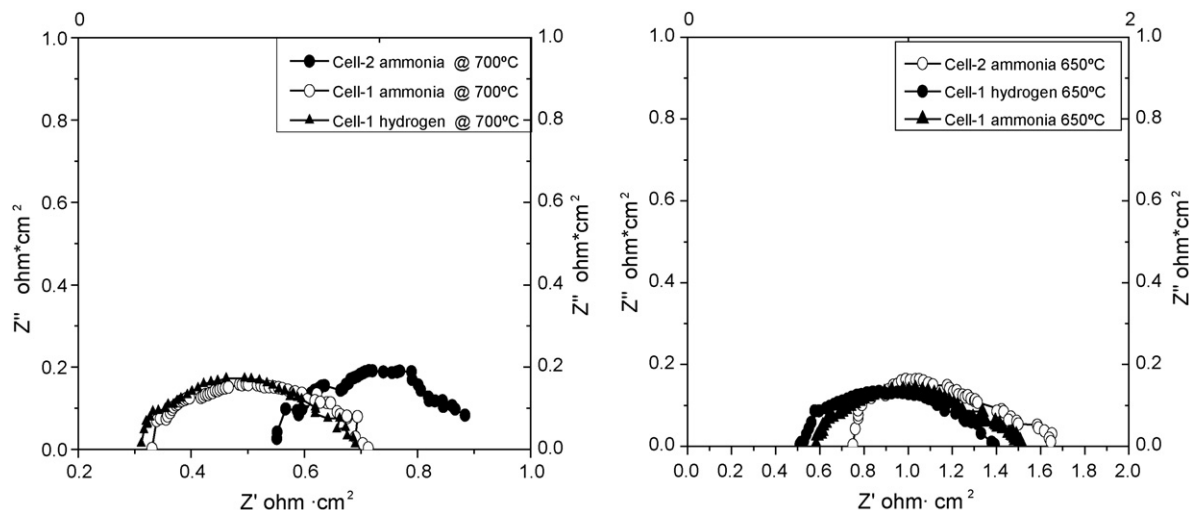 0
1.0
0.8
0.6
0.4
0.2
0.0
Z'' ohm*cm²
Cell-2 ammonia @ 700ºC
Cell-1 ammonia @ 700ºC
Cell-1 hydrogen @ 700ºC
1.0
0.8
0.6
0.4
0.2
0.0
Z'' ohm*cm²
0.2 0.4 0.6 0.8 1.0
Z' ohm ·cm²
0 2
1.0
0.8
0.6
0.4
0.2
0.0
Z'' ohm*cm²
Cell-2 ammonia 650ºC
Cell-1 hydrogen 650ºC
Cell-1 ammonia 650ºC
1.0
0.8
0.6
0.4
0.2
0.0
Z'' ohm*cm²
0.0 0.2 0.4 0.6 0.8 1.0 1.2 1.4 1.6 1.8 2.0
Z' ohm· cm²